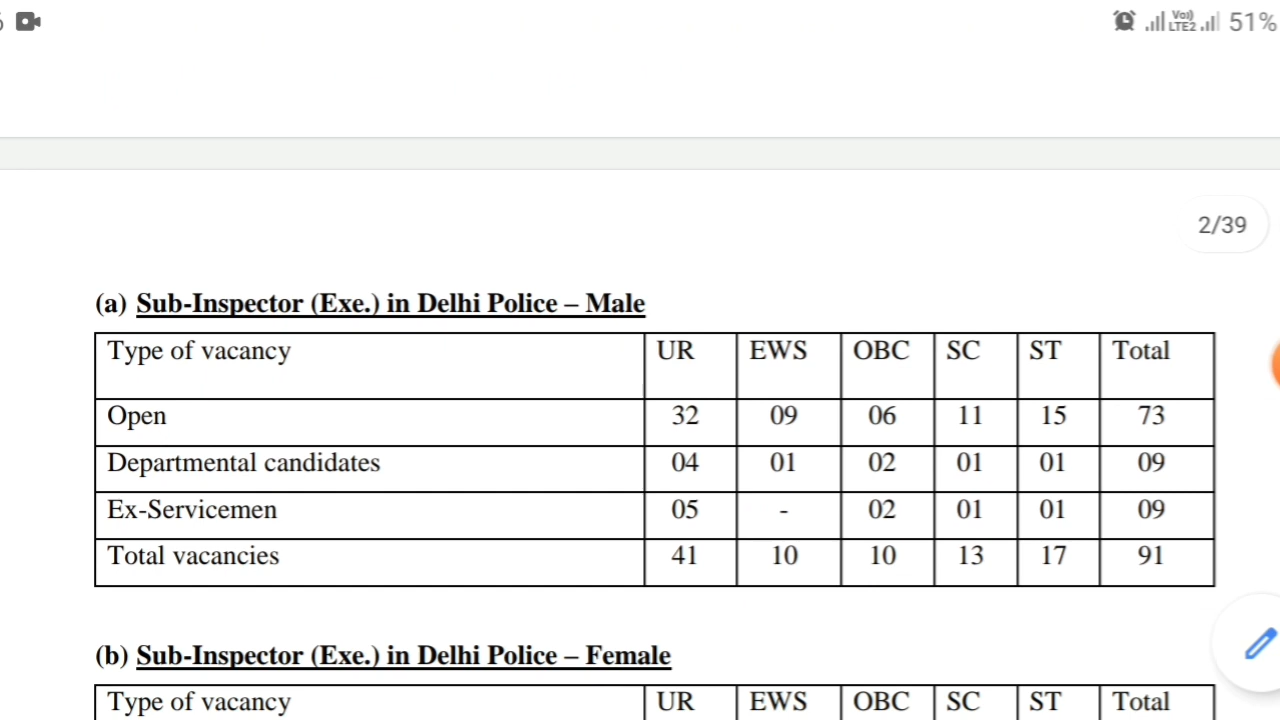 51%
2/39
(a) Sub-Inspector (Exe.) in Delhi Police – Male
Type of vacancy UR EWS OBC SC ST Total
Open 32 09 06 11 15 73
Departmental candidates 04 01 02 01 01 09
Ex-Servicemen 05 - 02 01 01 09
Total vacancies 41 10 10 13 17 91
(b) Sub-Inspector (Exe.) in Delhi Police – Female
Type of vacancy UR EWS OBC SC ST Total